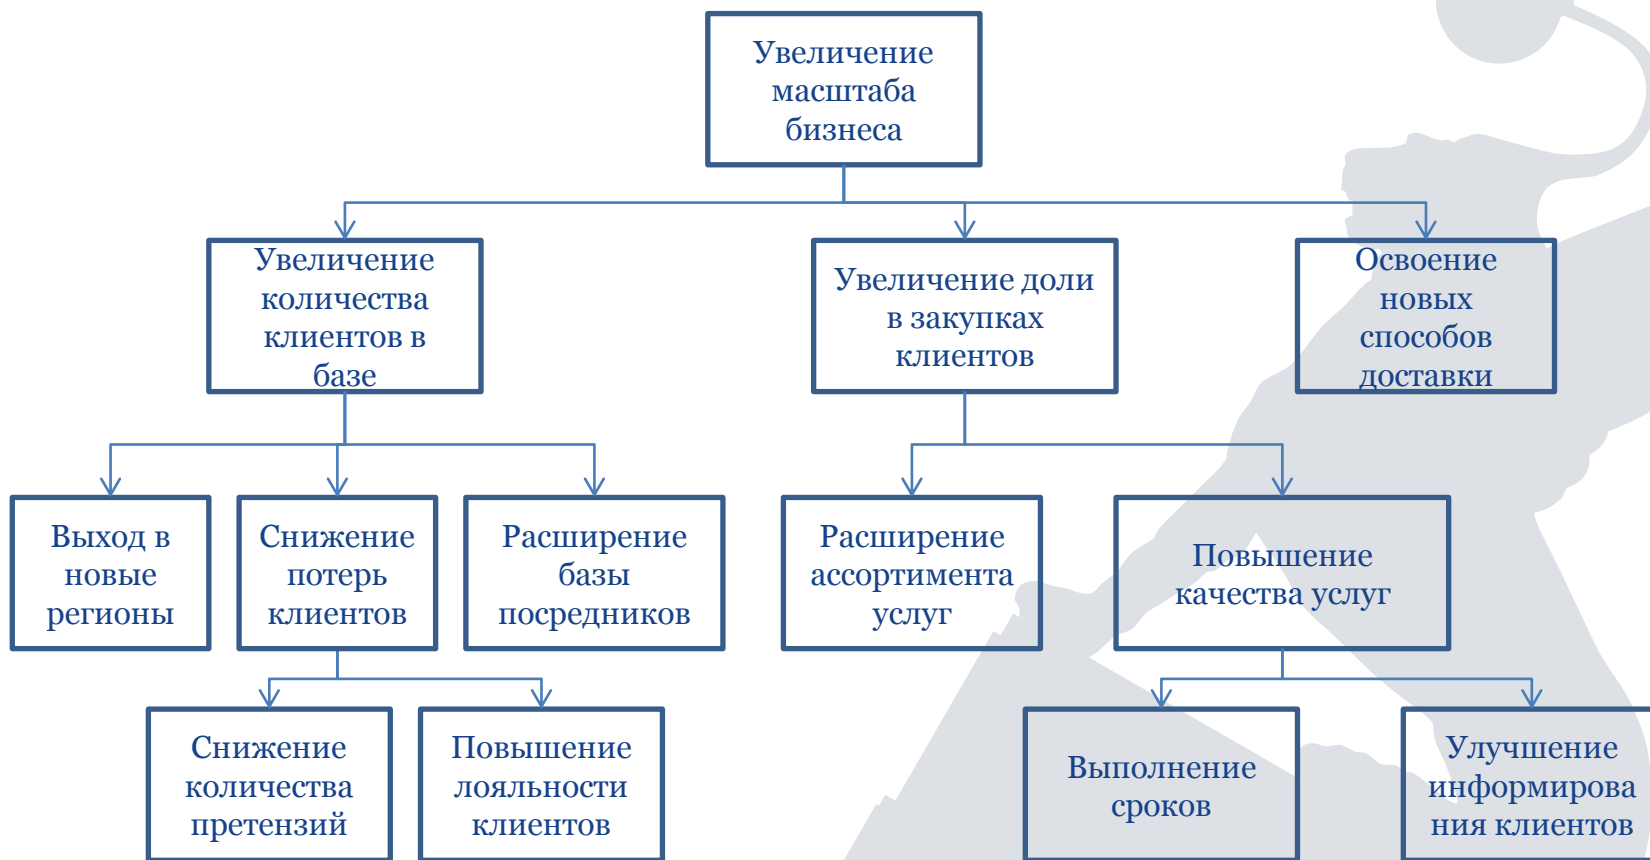 Увеличение
масштаба
бизнеса
Увеличение
количества
клиентов в
базе
Увеличение доли
в закупках
клиентов
Освоение
новых
способов
доставки
Выход в
новые
регионы
Снижение
потерь
клиентов
Расширение
базы
посредников
Расширение
ассортимента
услуг
Повышение
качества услуг
Снижение
количества
претензий
Повышение
лояльности
клиентов
Выполнение
сроков
Улучшение
информирова
ния клиентов